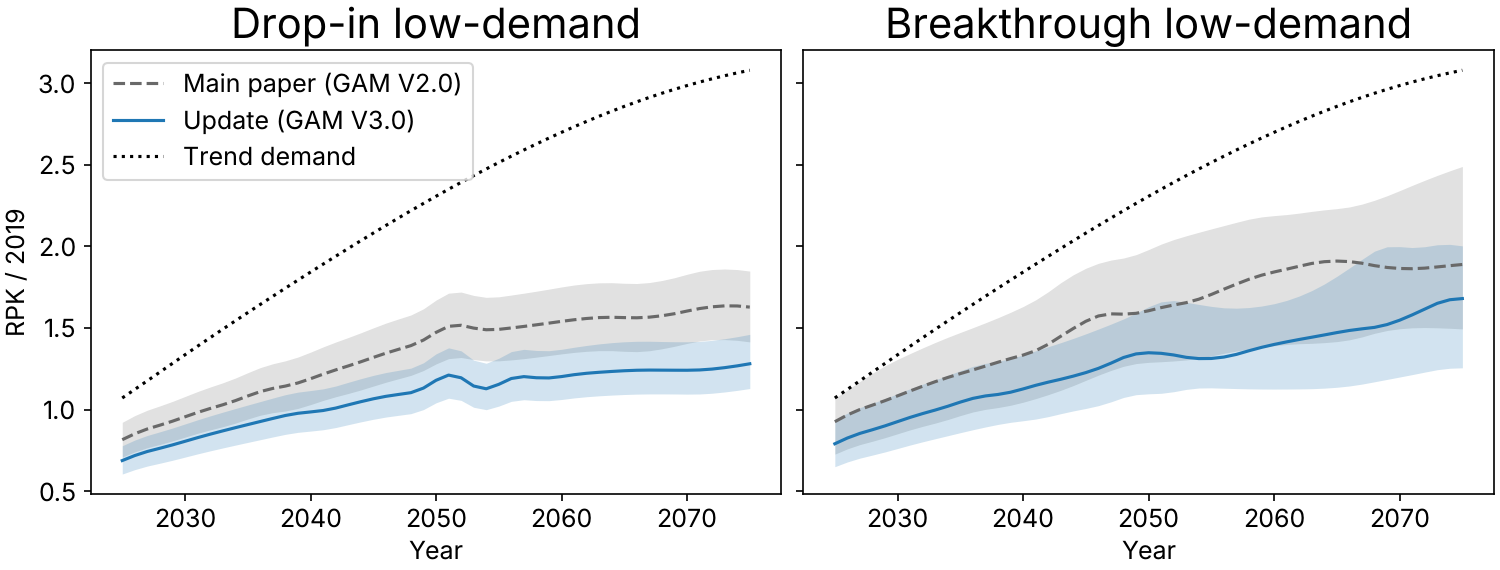 Drop-in low-demand
Breakthrough low-demand
Main paper (GAM V2.0)
Update (GAM V3.0)
Trend demand
RPK / 2019
3.0
2.5
2.0
1.5
1.0
0.5
2030 2040 2050 2060 2070
Year
2030 2040 2050 2060 2070
Year